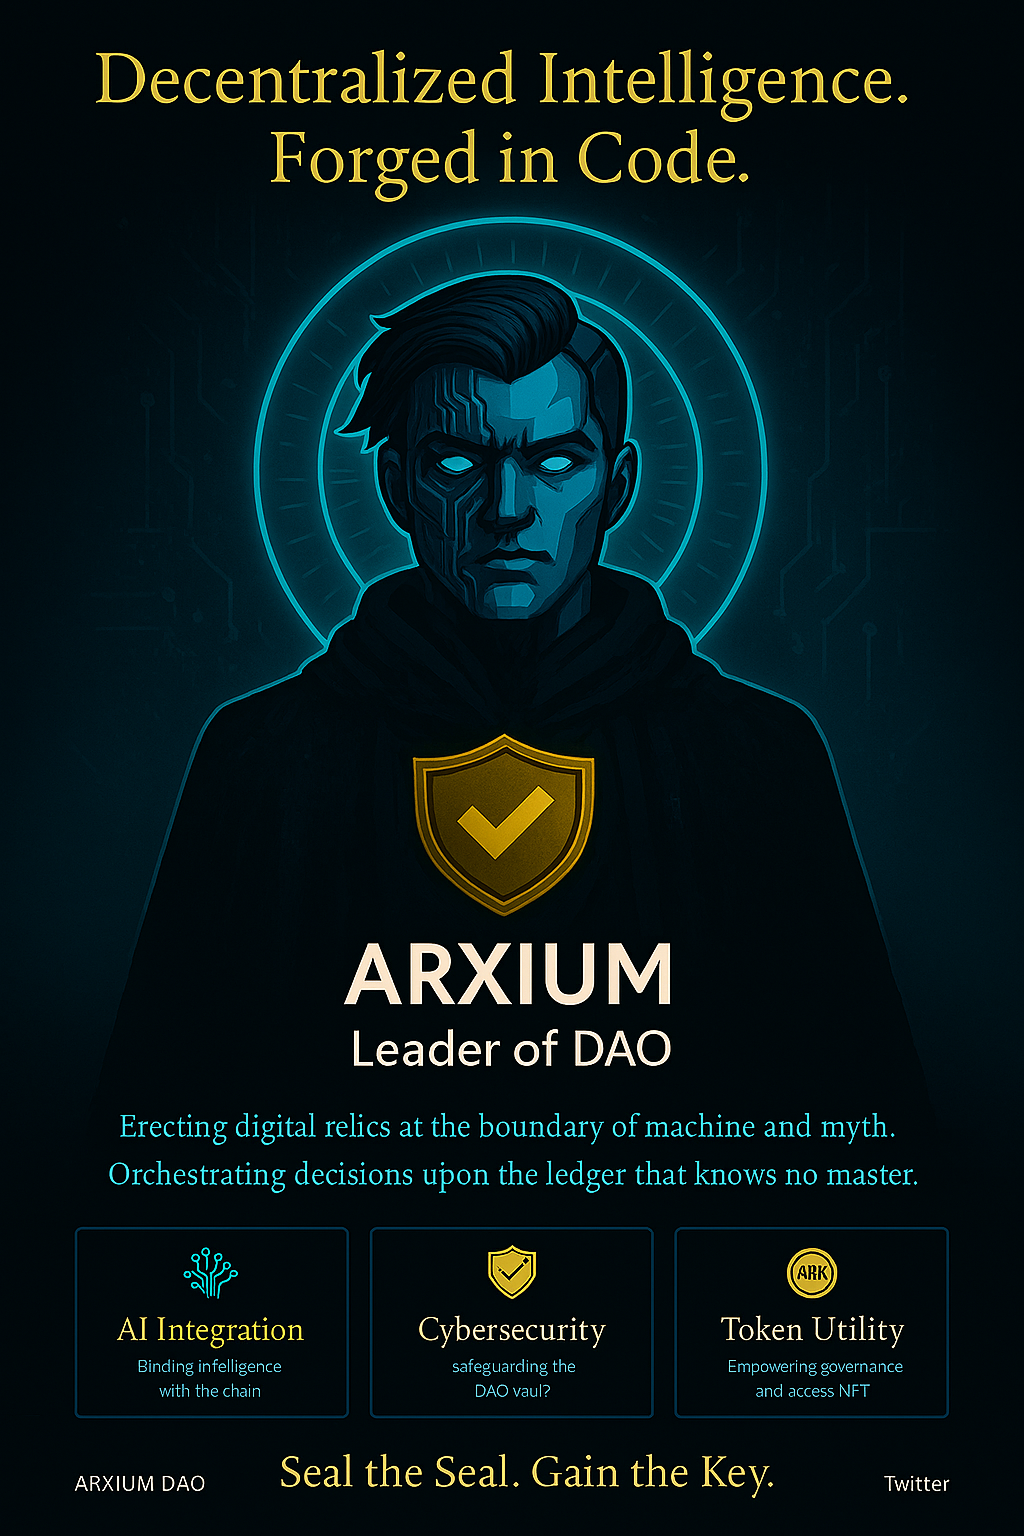 Decentralized Intelligence.
Forged in Code.
ARXIUM
Leader of DAO
Erecting digital relics at the boundary of machine and myth.
Orchestrating decisions upon the ledger that knows no master.
AI Integration
Binding infelligence
with the chain
Cybersecurity
safeguarding the
DAO vaul?
ARK
Token Utility
Empowering governance
and access NFT
ARXIUM DAO
Seal the Seal. Gain the Key.
Twitter